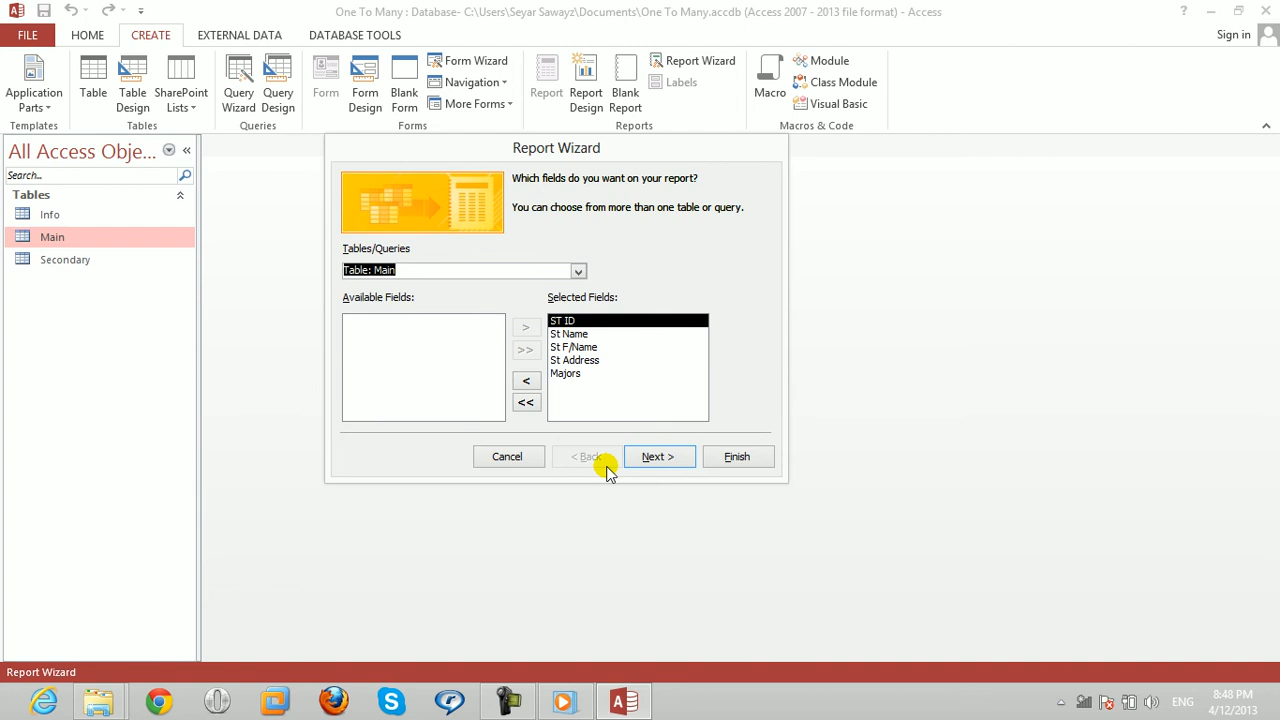 One To Many : Database- C:\Users\Seyar Sawayz\Documents\One To Many.accdb (Access 2007 - 2013 file format) - Access
FILE HOME CREATE EXTERNAL DATA DATABASE TOOLS Sign in
Application Parts
Table
Table Design
SharePoint Lists
Query Wizard
Query Design
Form
Form Design
Blank Form
Form Wizard
Navigation
More Forms
Report
Report Design
Blank Report
Report Wizard
Labels
Macro
Module
Class Module
Visual Basic
Templates Tables Queries Forms Reports Macros & Code
All Access Obje...
Search...
Tables
Info
Main
Secondary
Report Wizard
Which fields do you want on your report?
You can choose from more than one table or query.
Tables/Queries
Table: Main
Available Fields: Selected Fields:
ST ID
St Name
St F/Name
St Address
Majors
>
>>
<
<<
Cancel < Back Next > Finish
Report Wizard
ENG
8:48 PM
4/12/2013